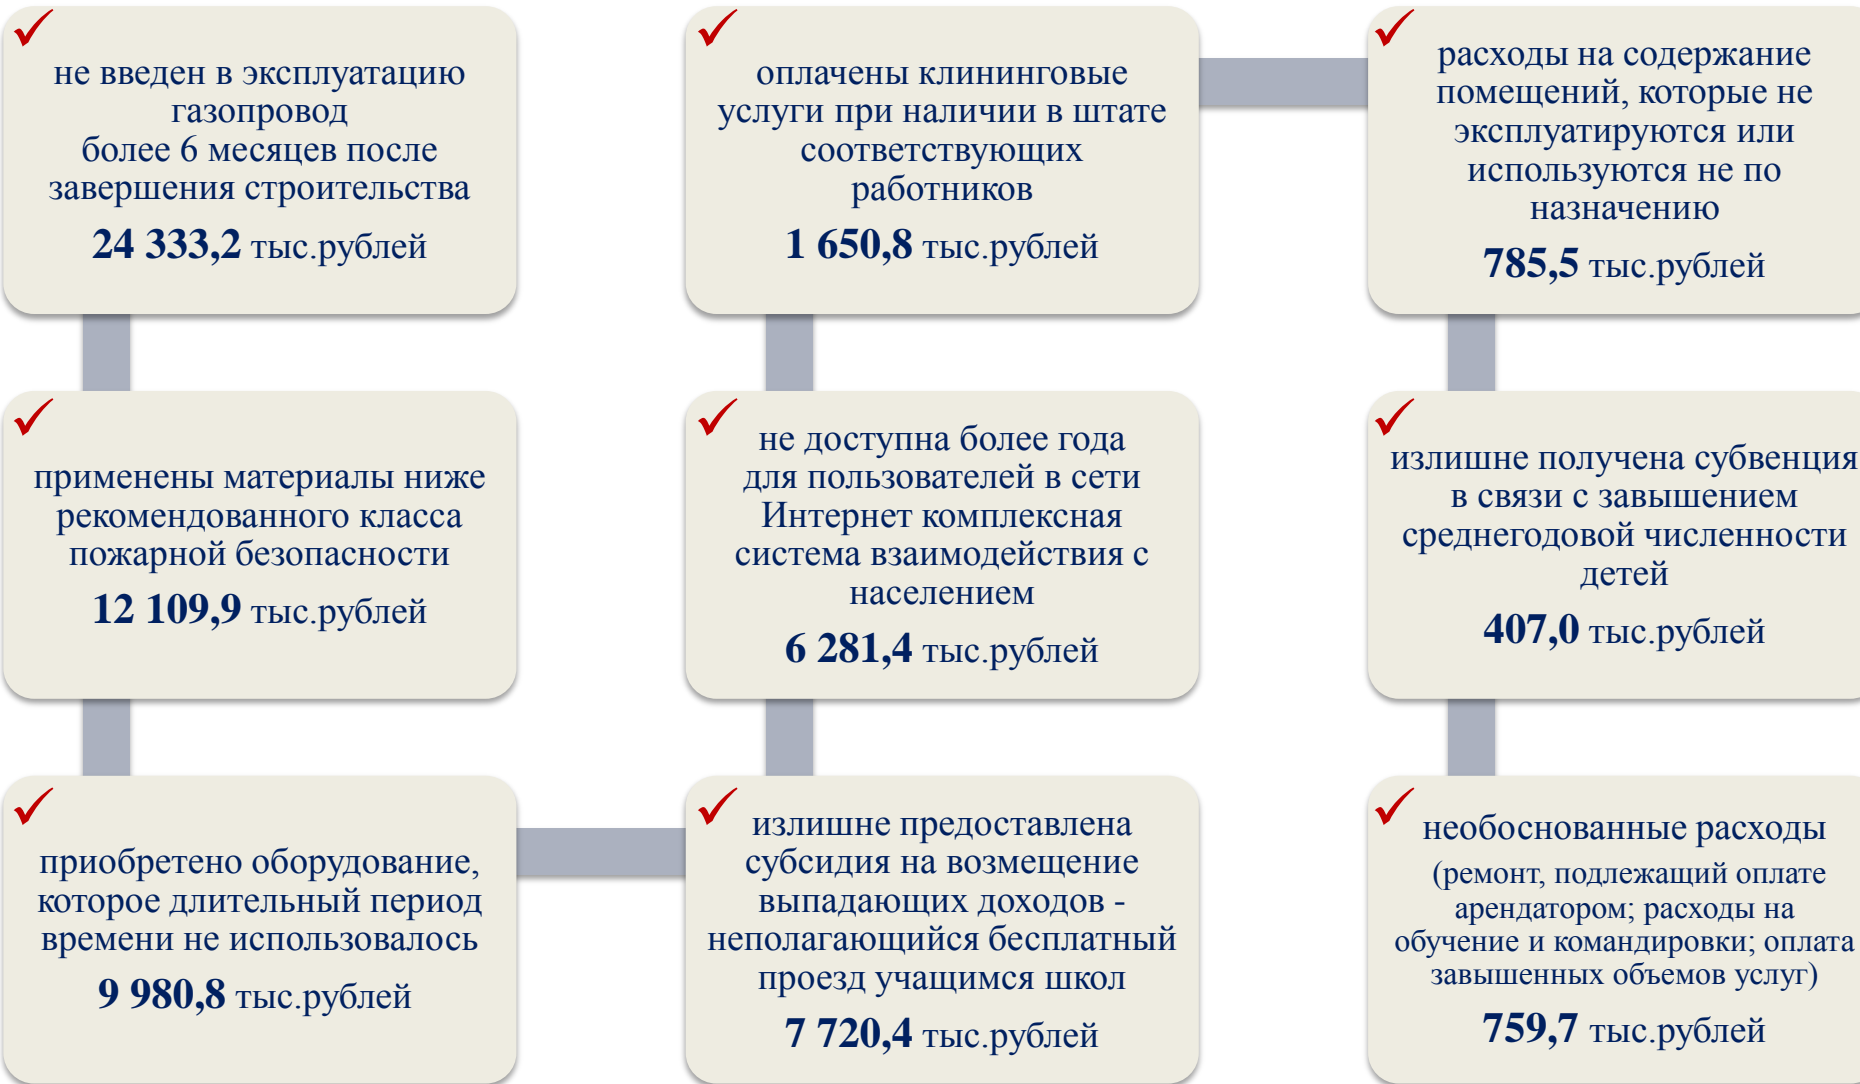 не введен в эксплуатацию
газопровод
более 6 месяцев после
завершения строительства
24 333,2 тыс.рублей
применены материалы ниже
рекомендованного класса
пожарной безопасности
12 109,9 тыс.рублей
приобретено оборудование,
которое длительный период
времени не использовалось
9 980,8 тыс.рублей
излишне предоставлена
субсидия на возмещение
выпадающих доходов -
неполагающийся бесплатный
проезд учащимся школ
7 720,4 тыс.рублей
не доступна более года
для пользователей в сети
Интернет комплексная
система взаимодействия с
населением
6 281,4 тыс.рублей
оплачены клининговые
услуги при наличии в штате
соответствующих
работников
1 650,8 тыс.рублей
расходы на содержание
помещений, которые не
эксплуатируются или
используются не по
назначению
785,5 тыс.рублей
излишне получена субвенция
в связи с завышением
среднегодовой численности
детей
407,0 тыс.рублей
необоснованные расходы
(ремонт, подлежащий оплате
арендатором; расходы на
обучение и командировки; оплата
завышенных объемов услуг)
759,7 тыс.рублей